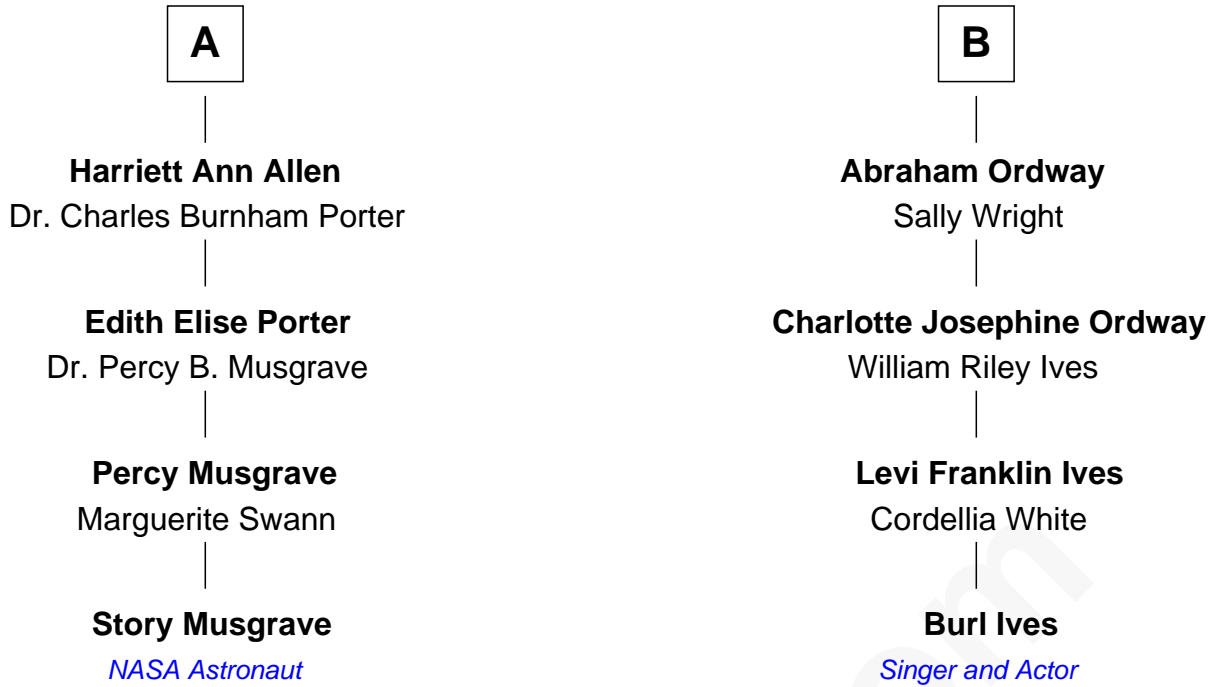 A
Harriett Ann Allen
Dr. Charles Burnham Porter
Edith Elise Porter
Dr. Percy B. Musgrave
Percy Musgrave
Marguerite Swann
Story Musgrave
NASA Astronaut
B
Abraham Ordway
Sally Wright
Charlotte Josephine Ordway
William Riley Ives
Levi Franklin Ives
Cordellia White
Burl Ives
Singer and Actor